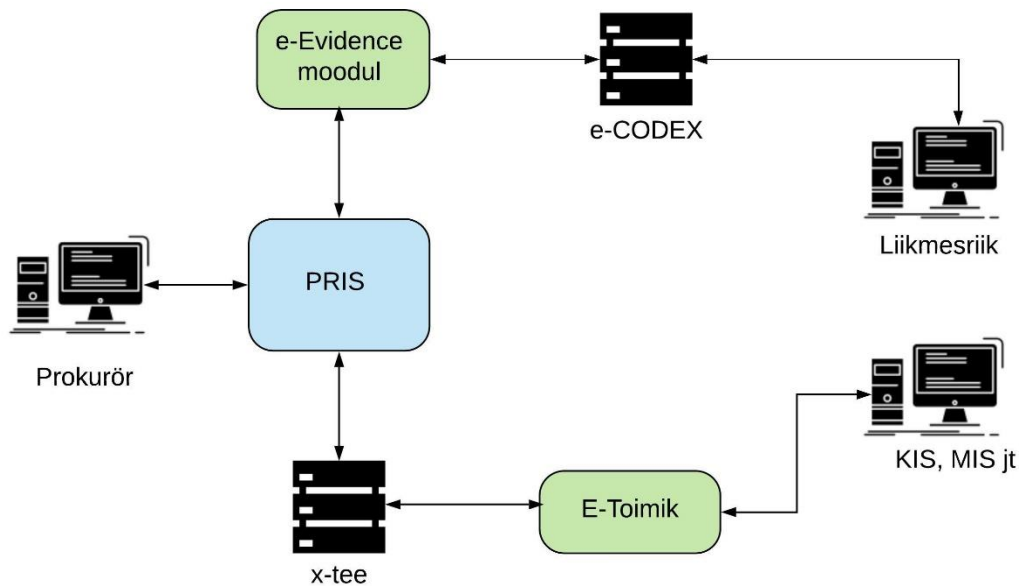 e-Evidence
moodul
e-CODEX
Liikmesriik
PRIS
Prokurör
KIS, MIS jt
E-Toimik
x-tee